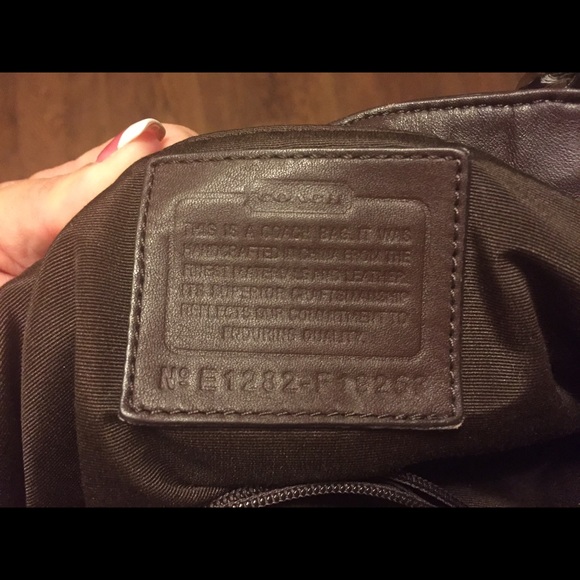 COACH
THIS IS A COACH BAG. IT WAS
HANDCRAFTED IN CHINA FROM THE
FINEST MATERIALS AND LEATHER.
ITS SUPERIOR CRAFTSMANSHIP
REFLECTS OUR COMMITMENT TO
ENDURING QUALITY.
Nº